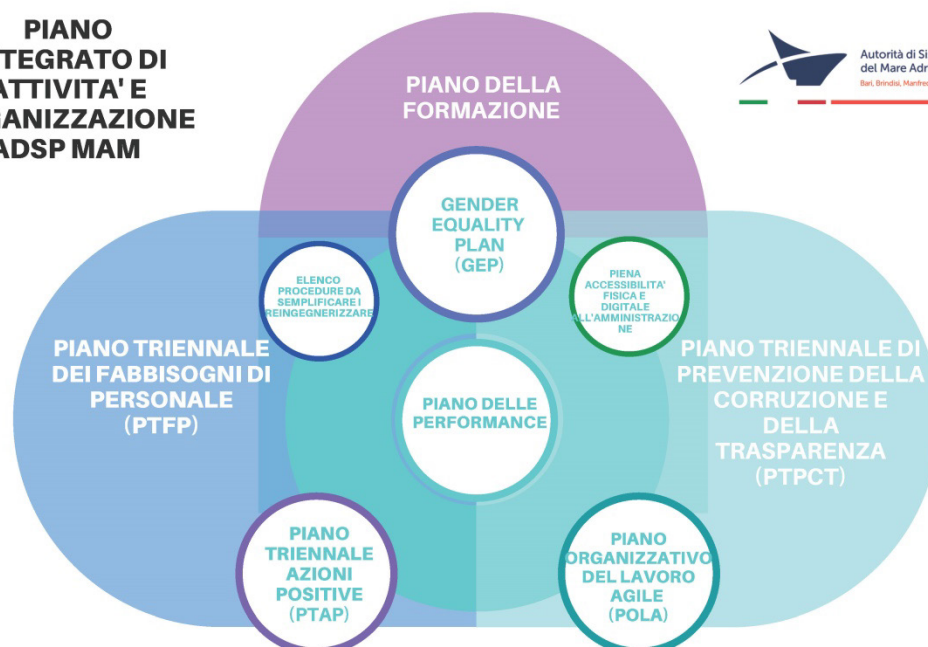 PIANO
TEGRATO DI
ATTIVITA' E
GANIZZAZIONE
ADSP MAM
Autorità di Si
del Mare Adr
Bari, Brindisi, Manfred
PIANO DELLA
FORMAZIONE
GENDER
EQUALITY
PLAN
(GEP)
ELENCO
PROCEDURE DA
SEMPLIFICARE I
REINGEGNERIZZARE
PIENA
ACCESSIBILITA'
FISICA E
DIGITALE
ALL'AMMINISTRAZIO
NE
PIANO TRIENNALE
DEI FABBISOGNI DI
PERSONALE
(PTFP)
PIANO DELLE
PERFORMANCE
PIANO TRIENNALE DI
PREVENZIONE DELLA
CORRUZIONE E
DELLA
TRASPARENZA
(PTPCT)
PIANO
TRIENNALE
AZIONI
POSITIVE
(PTAP)
PIANO
ORGANIZZATIVO
DEL LAVORO
AGILE
(POLA)